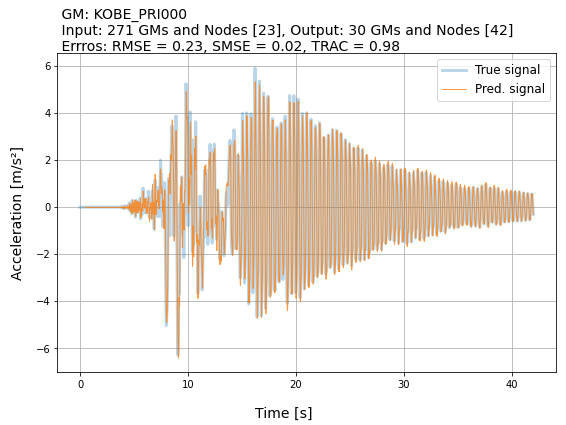 GM: KOBE_PRI000
Input: 271 GMs and Nodes [23], Output: 30 GMs and Nodes [42]
Erros: RMSE = 0.23, SMSE = 0.02, TRAC = 0.98
True signal
Pred. signal
6
4
2
0
−2
−4
−6
Acceleration [m/s²]
0
10
20
30
40
Time [s]